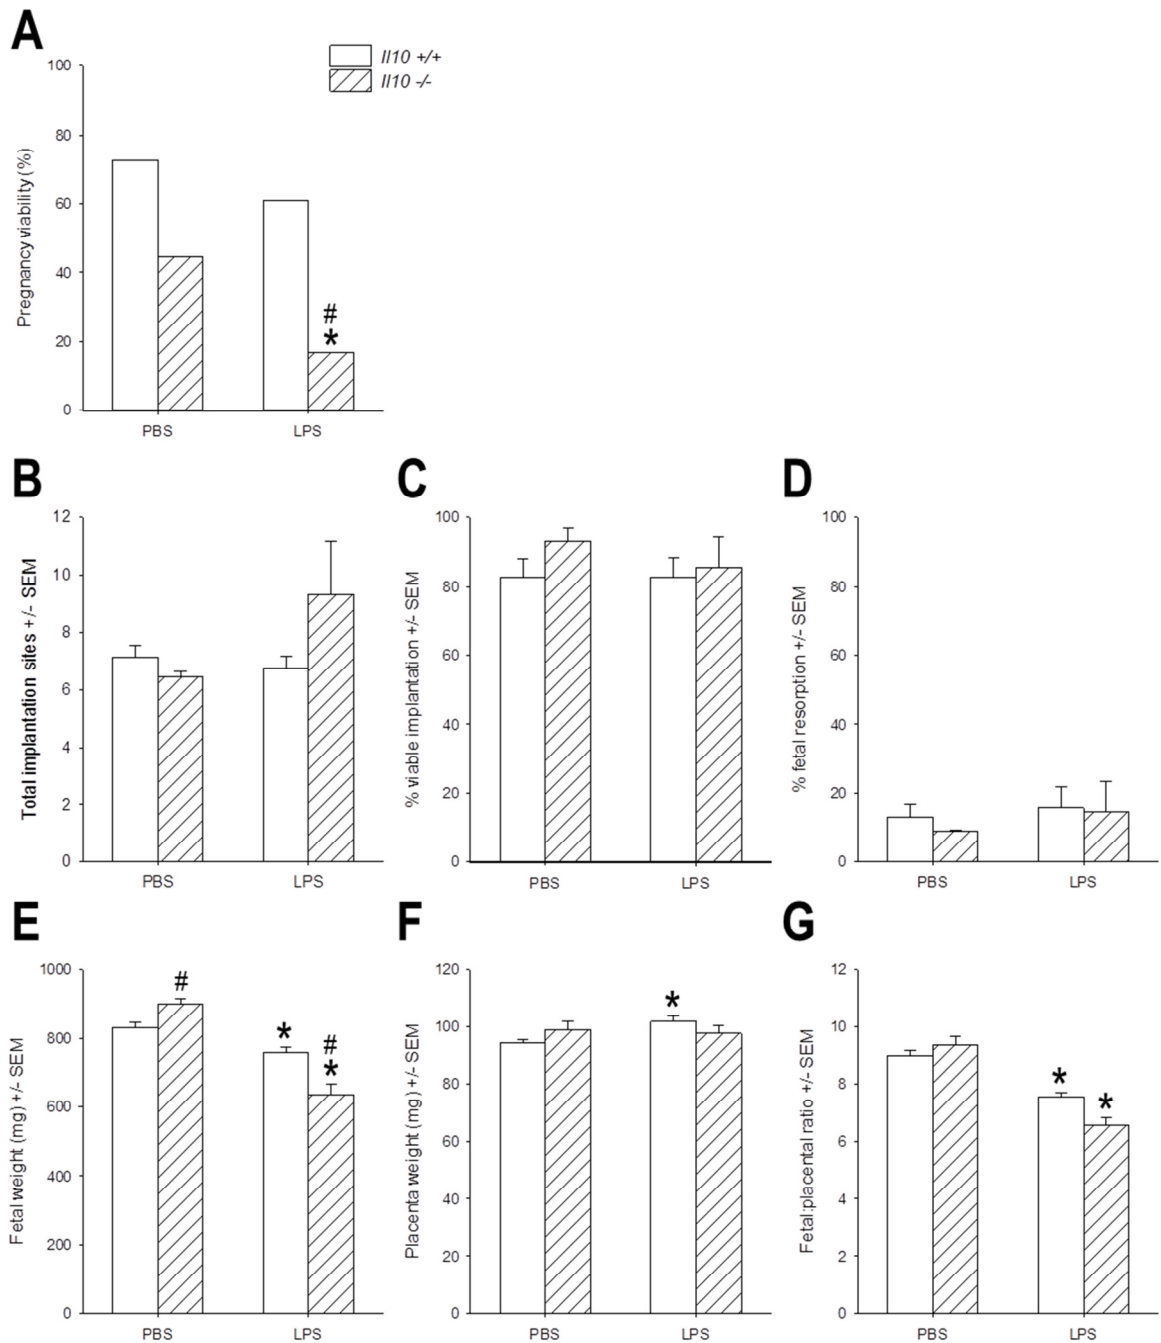 A
Il10 +/+
Il10 -/-
Pregnancy viability (%)
100
80
60
40
20
0
#
*
PBS
LPS
B
Total implantation sites +/- SEM
12
10
8
6
4
2
0
PBS
LPS
C
% viable implantation +/- SEM
100
80
60
40
20
0
PBS
LPS
D
% fetal resorption +/- SEM
100
80
60
40
20
0
PBS
LPS
E
Fetal weight (mg) +/- SEM
1000
800
600
400
200
0
#
*
#
*
PBS
LPS
F
Placenta weight (mg) +/- SEM
120
100
80
60
40
20
0
*
PBS
LPS
G
Fetal:placental ratio +/- SEM
12
10
8
6
4
2
0
*
*
PBS
LPS